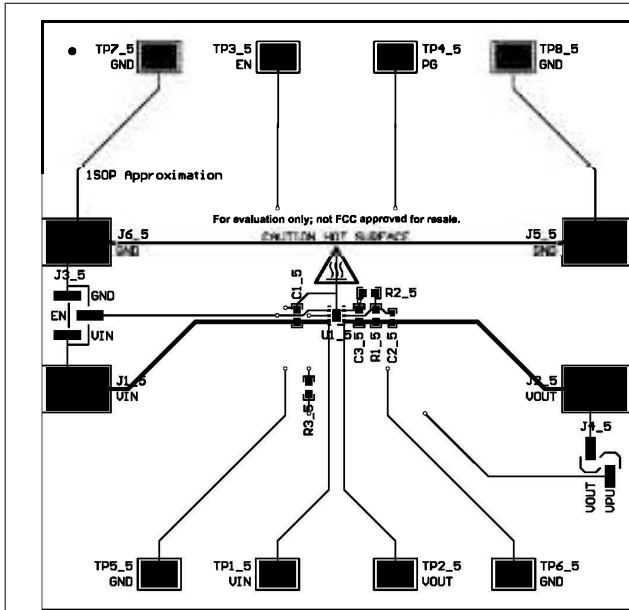 TP7_5
GND
TP3_5
EN
TP4_5
PG
TP8_5
GND
1SOP Approximation
For evaluation only; not FCC approved for resale.
CAUTION HOT SURFACE
J6_5
GND
J5_5
GND
J3_5
GND
EN
VIN
C1_5
R2_5
U1_5
C3_5
R1_5
C2_5
J1_5
VIN
J2_5
VOUT
R3_5
J4_5
VOUT
VPU
TP5_5
GND
TP1_5
VIN
TP2_5
VOUT
TP6_5
GND